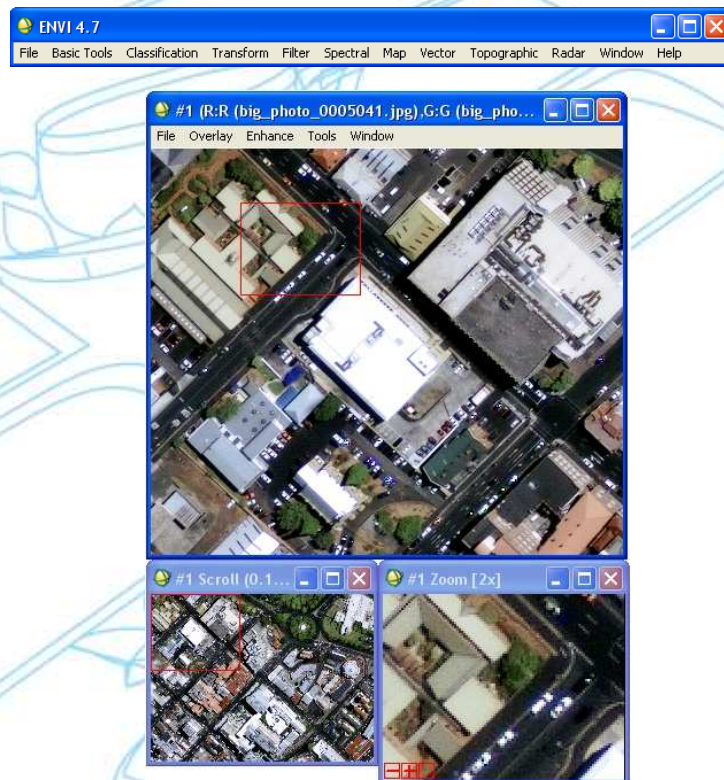 ENVI 4.7
File Basic Tools Classification Transform Filter Spectral Map Vector Topographic Radar Window Help
#1 (R:R (big_photo_0005041.jpg),G:G (big_pho...
File Overlay Enhance Tools Window
#1 Scroll (0.1... #1 Zoom [2x]